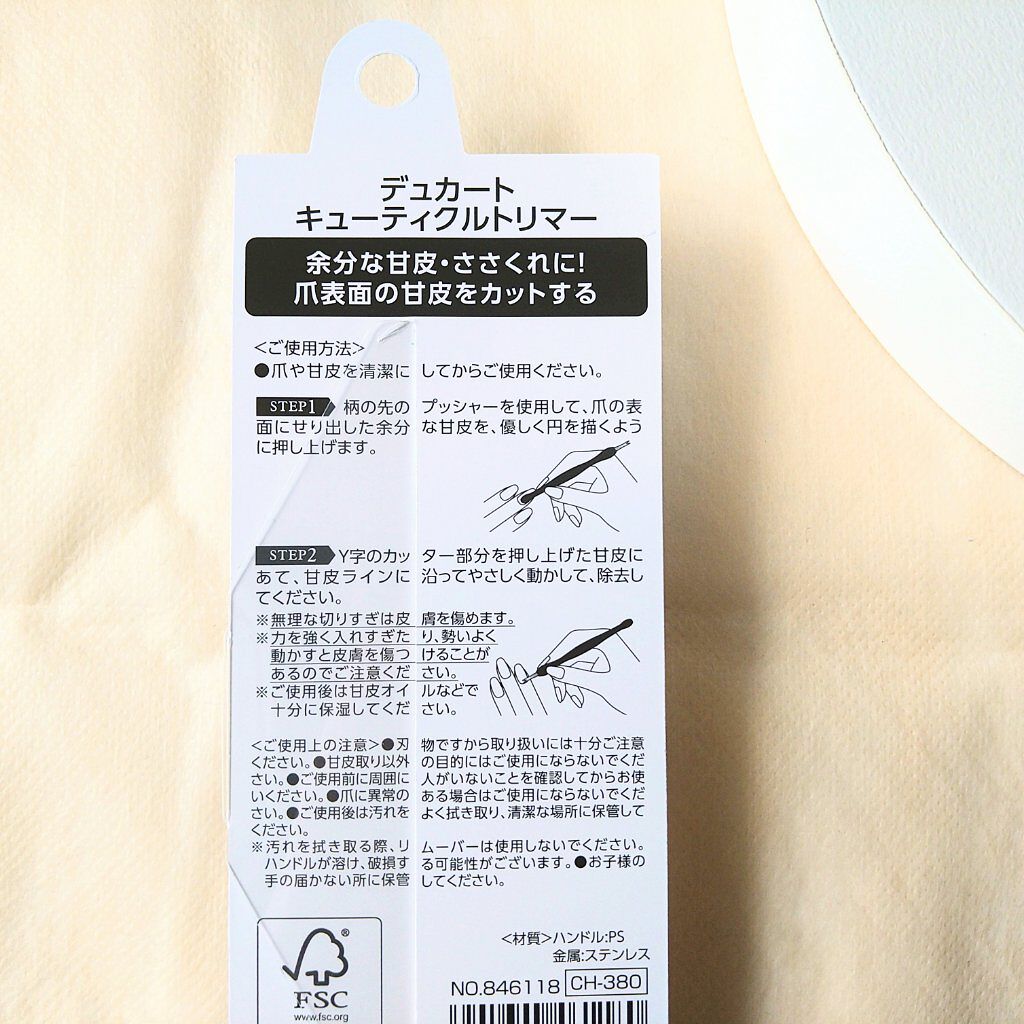 デュカート
キューティクルトリマー
余分な甘皮・ささくれに!
爪表面の甘皮をカットする
<ご使用方法>
●爪や甘皮を清潔にしてからご使用ください。
STEP1 柄の先のプッシャーを使用して、爪の表
面にせり出した余分な甘皮を、優しく円を描くよう
に押し上げます。
STEP2 Y字のカッター部分を押し上げた甘皮に
あて、甘皮ラインに沿ってやさしく動かして、除去し
てください。
※無理な切りすぎは皮膚を傷めます。
※力を強く入れすぎたり、勢いよく
動かすと皮膚を傷つけることが
あるのでご注意ください。
※ご使用後は甘皮オイルなどで
十分に保湿してください。
<ご使用上の注意>●刃物ですから取り扱いには十分ご注意
ください。●甘皮取り以外の目的にはご使用にならないでくだ
さい。●ご使用前に周囲に人がいないことを確認してからお使
いください。●爪に異常のある場合はご使用にならないでくだ
さい。●ご使用後は汚れをよく拭き取り、清潔な場所に保管して
ください。
※汚れを拭き取る際、リムーバーは使用しないでください。
ハンドルが溶け、破損する可能性がございます。●お子様の
手の届かない所に保管してください。
<材質>ハンドル:PS
金属:ステンレス
NO.846118 CH-380
®
FSC
www.fsc.org